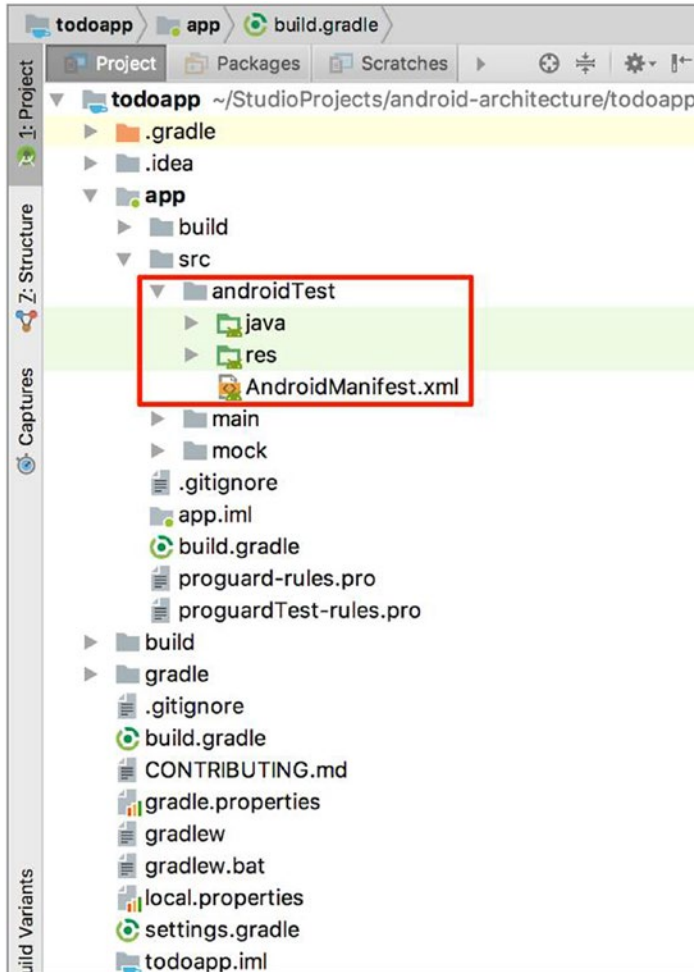 todoapp app build.gradle
Project Packages Scratches
1: Project
todoapp ~/StudioProjects/android-architecture/todoapp
.gradle
.idea
app
build
7: Structure
src
androidTest
java
res
Captures
AndroidManifest.xml
main
mock
.gitignore
app.iml
build.gradle
proguard-rules.pro
proguardTest-rules.pro
build
gradle
.gitignore
build.gradle
CONTRIBUTING.md
gradle.properties
gradlew
gradlew.bat
Variants
local.properties
settings.gradle
todoapp.iml